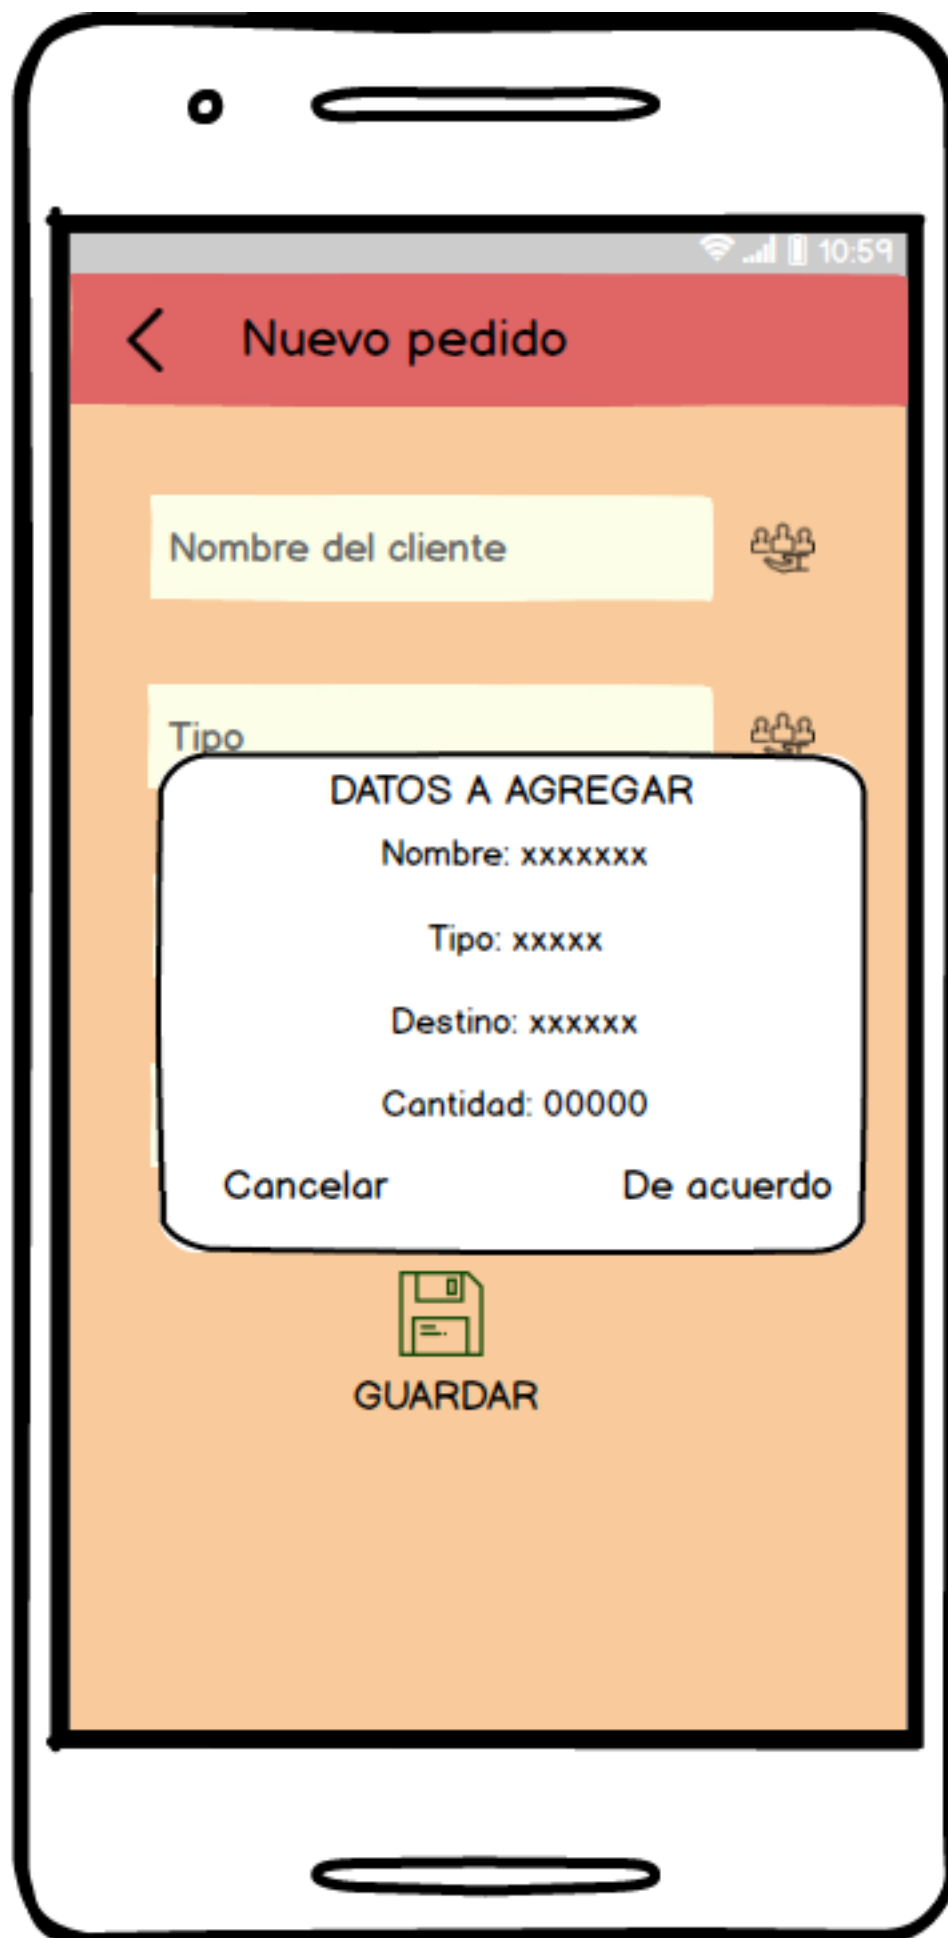 10:59
Nuevo pedido
Nombre del cliente
Tipo
DATOS A AGREGAR
Nombre: xxxxxxx
Tipo: xxxxx
Destino: xxxxxx
Cantidad: 00000
Cancelar De acuerdo
GUARDAR